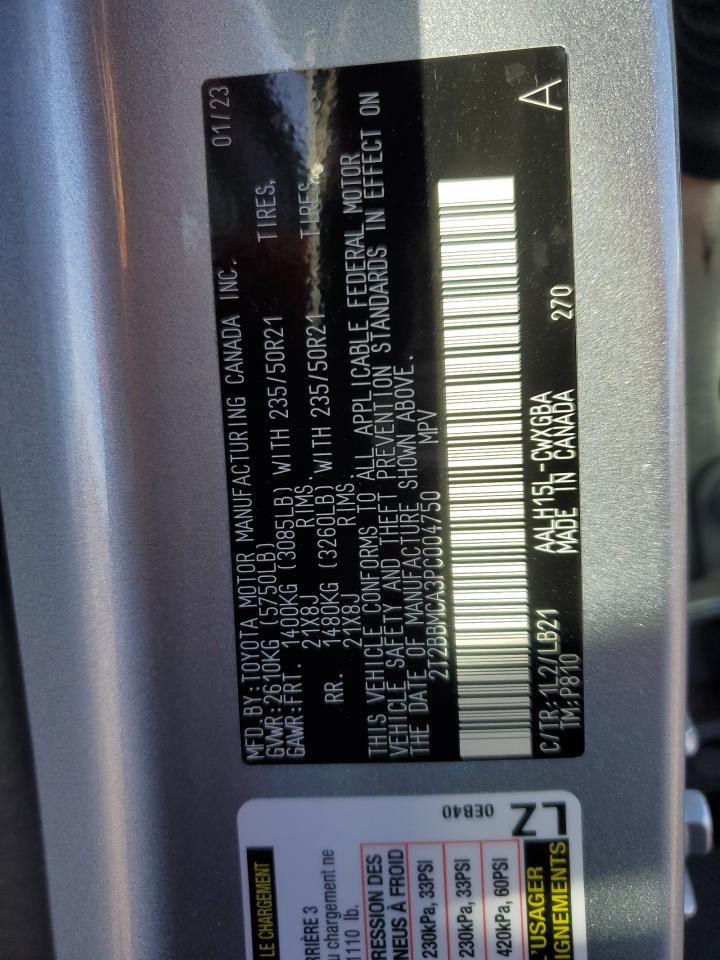 MFD. BY: TOYOTA MOTOR MANUFACTURING CANADA INC. 01/23
GVWR: 2610KG (5750LB)
GAWR: FRT. 1400KG (3085LB) WITH 235/50R21 TIRES,
21X8J RIMS.
RR. 1480KG (3260LB) WITH 235/50R21 TIRES,
21X8J RIMS.
THIS VEHICLE CONFORMS TO ALL APPLICABLE FEDERAL MOTOR
VEHICLE SAFETY AND THEFT PREVENTION STANDARDS IN EFFECT ON
THE DATE OF MANUFACTURE SHOWN ABOVE.
2T2BBMCA3PC004750 MPV
C/TR: 1L2/LB21 AALH15L-CWXGBA
TM: P810 MADE IN CANADA 270 A
LE CHARGEMENT
RRIÈRE 3
u chargement ne
1110 lb.
RESSION DES
NEUS À FROID
230kPa, 33PSI
230kPa, 33PSI
420kPa, 60PSI
'USAGER
IGNEMENTS
0EB40
LZ